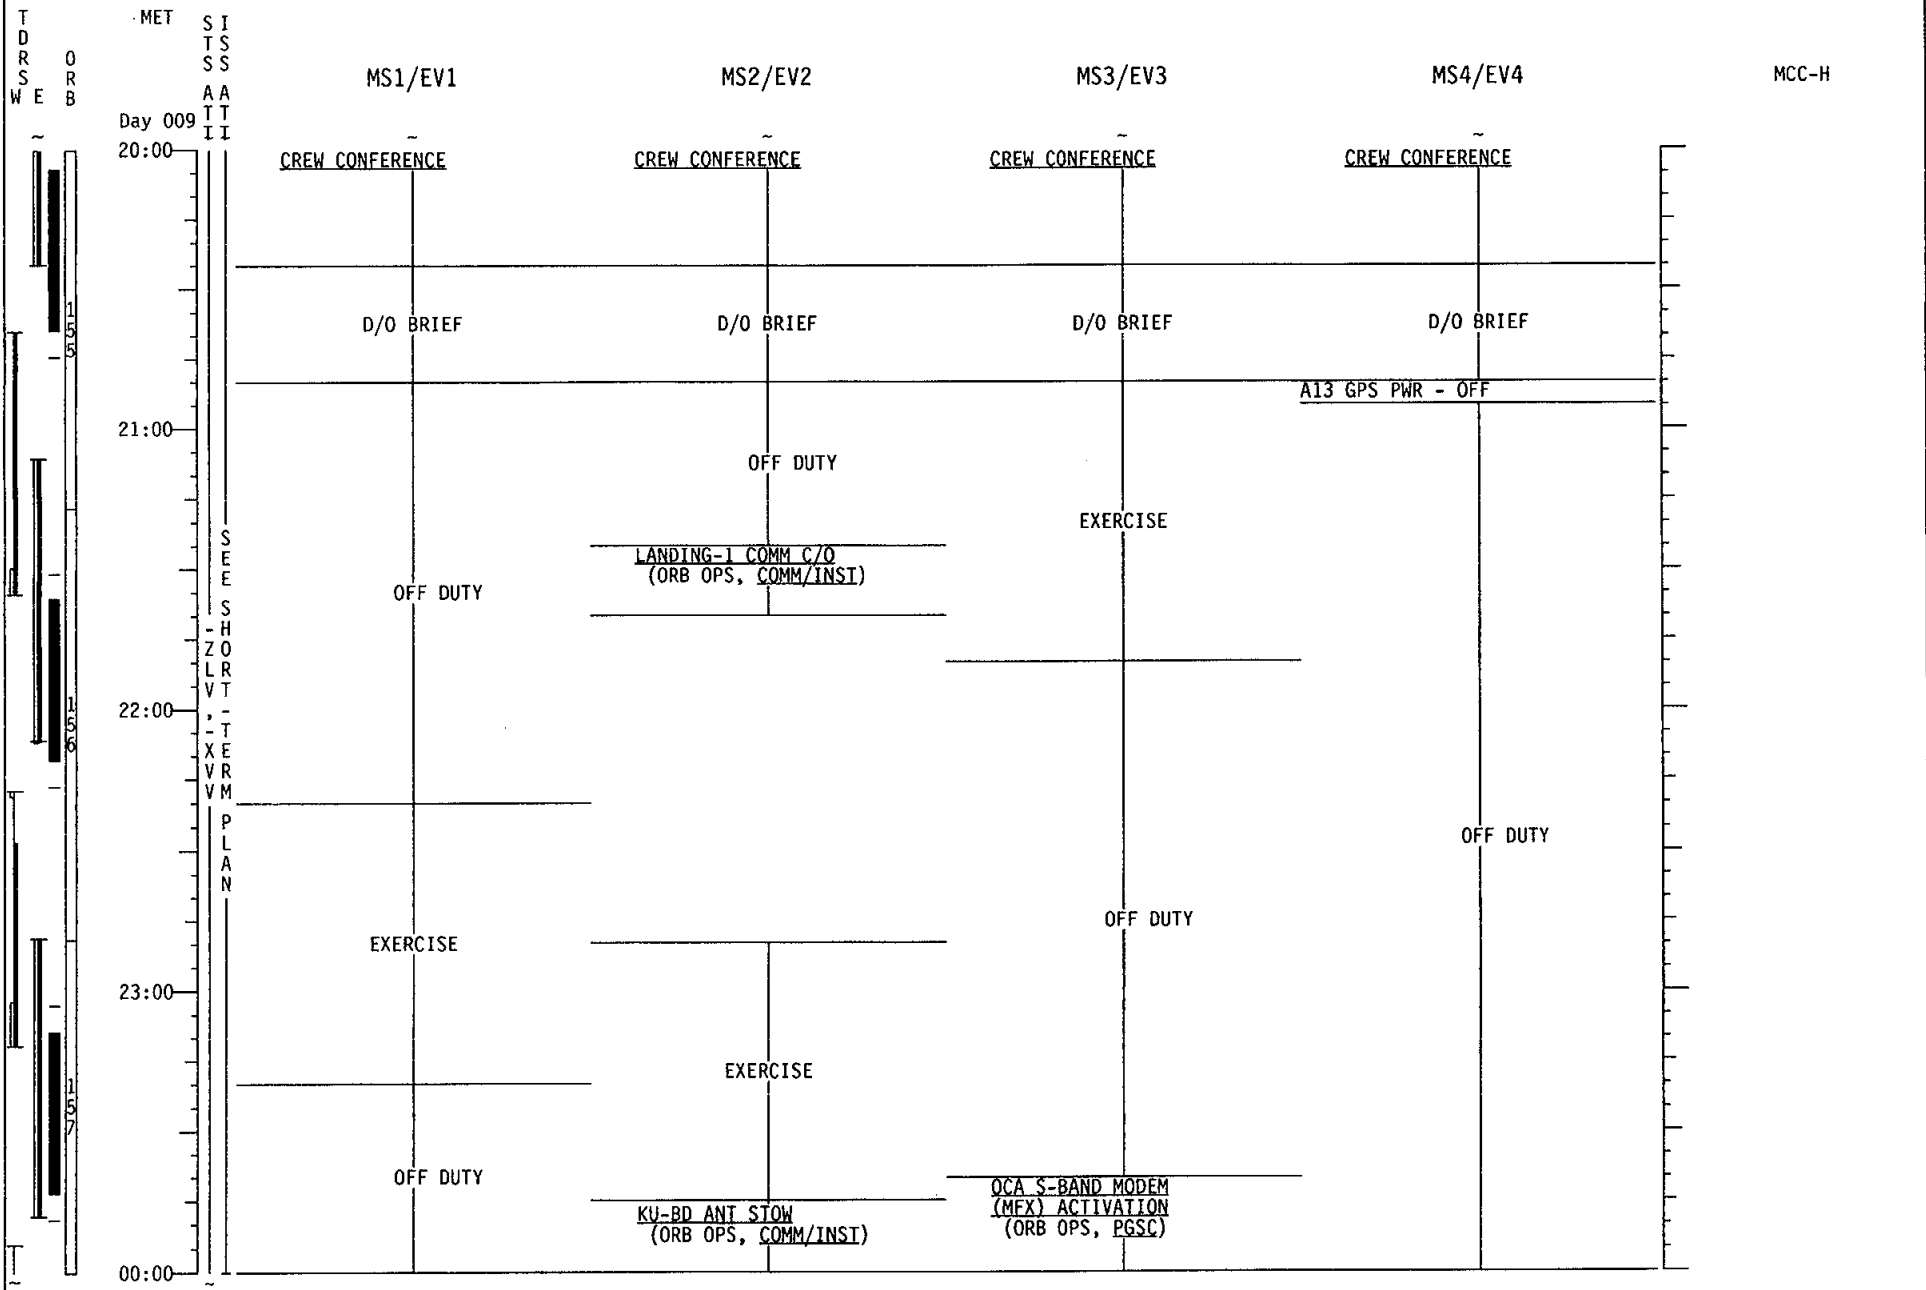 TDRS
W E
ORB
MET
STS ATT
ISS ATT
MS1/EV1
MS2/EV2
MS3/EV3
MS4/EV4
MCC-H
Day 009
20:00
CREW CONFERENCE
CREW CONFERENCE
CREW CONFERENCE
CREW CONFERENCE
155
D/O BRIEF
D/O BRIEF
D/O BRIEF
D/O BRIEF
A13 GPS PWR - OFF
21:00
OFF DUTY
EXERCISE
LANDING-1 COMM C/O
(ORB OPS, COMM/INST)
OFF DUTY
-ZLV,-XVV
SEE SHORT-TERM PLAN
22:00
156
OFF DUTY
OFF DUTY
EXERCISE
23:00
EXERCISE
157
OFF DUTY
OCA S-BAND MODEM
(MFX) ACTIVATION
(ORB OPS, PGSC)
KU-BD ANT STOW
(ORB OPS, COMM/INST)
00:00